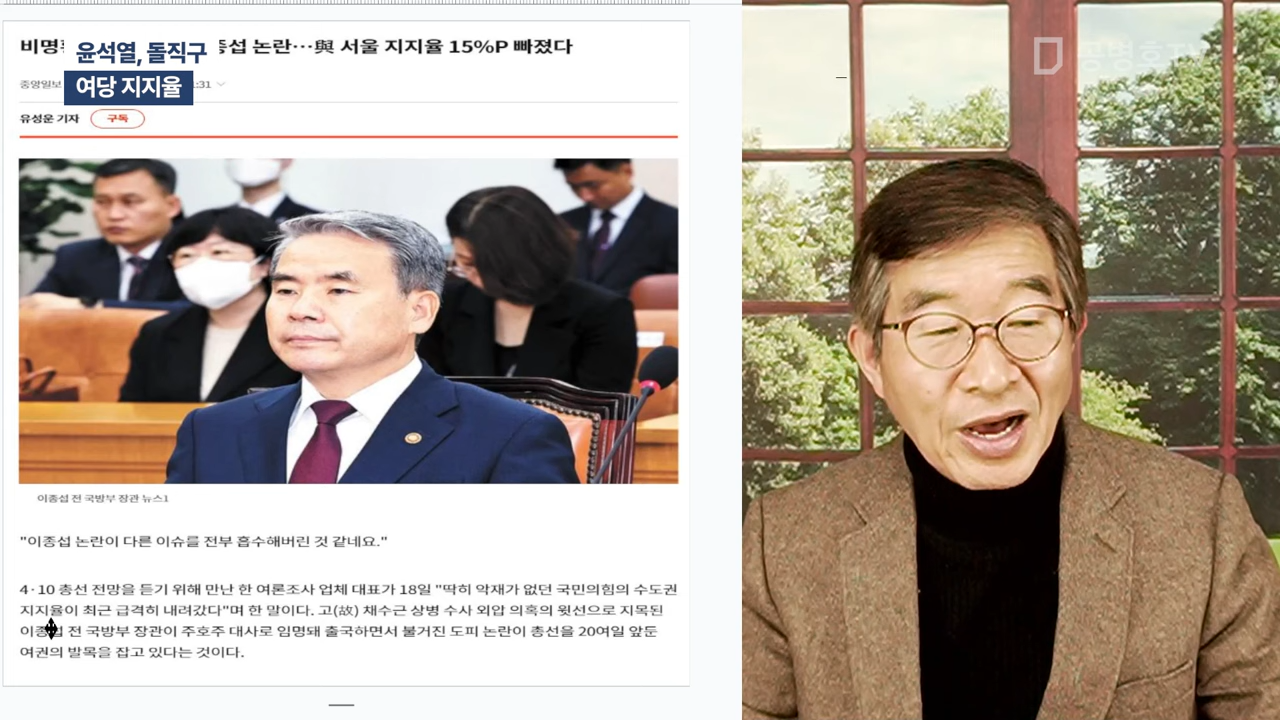 섭 논란…與 서울 지지율 15%P 빠졌다
윤석열, 돌직구
여당 지지율
중앙일보 :31
유성운 기자 구독
공병호TV
이종섭 전 국방부 장관 뉴스1
"이종섭 논란이 다른 이슈를 전부 흡수해버린 것 같네요."
4·10 총선 전망을 듣기 위해 만난 한 여론조사 업체 대표가 18일 "딱히 악재가 없던 국민의힘의 수도권
지지율이 최근 급격히 내려갔다"며 한 말이다. 고(故) 채수근 상병 수사 외압 의혹의 윗선으로 지목된
이종섭 전 국방부 장관이 주호주 대사로 임명돼 출국하면서 불거진 도피 논란이 총선을 20여일 앞둔
여권의 발목을 잡고 있다는 것이다.